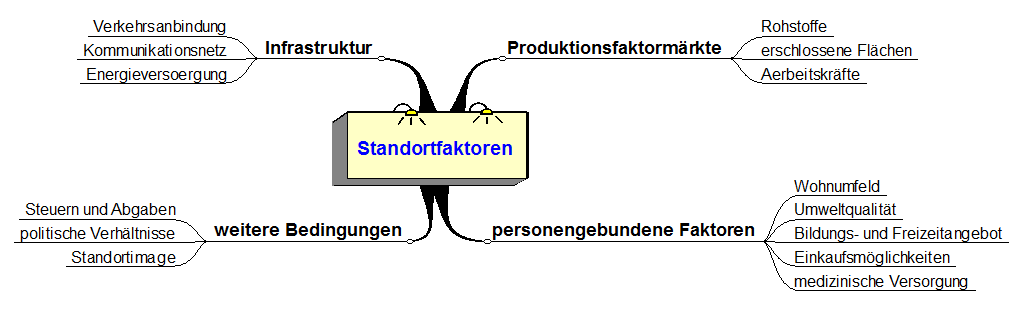 Verkehrsanbindung
Kommunikationsnetz
Energieversoergung
Infrastruktur
Produktionsfaktormärkte
Rohstoffe
erschlossene Flächen
Aerbeitskräfte
Standortfaktoren
Steuern und Abgaben
politische Verhältnisse
Standortimage
weitere Bedingungen
personengebundene Faktoren
Wohnumfeld
Umweltqualität
Bildungs- und Freizeitangebot
Einkaufsmöglichkeiten
medizinische Versorgung